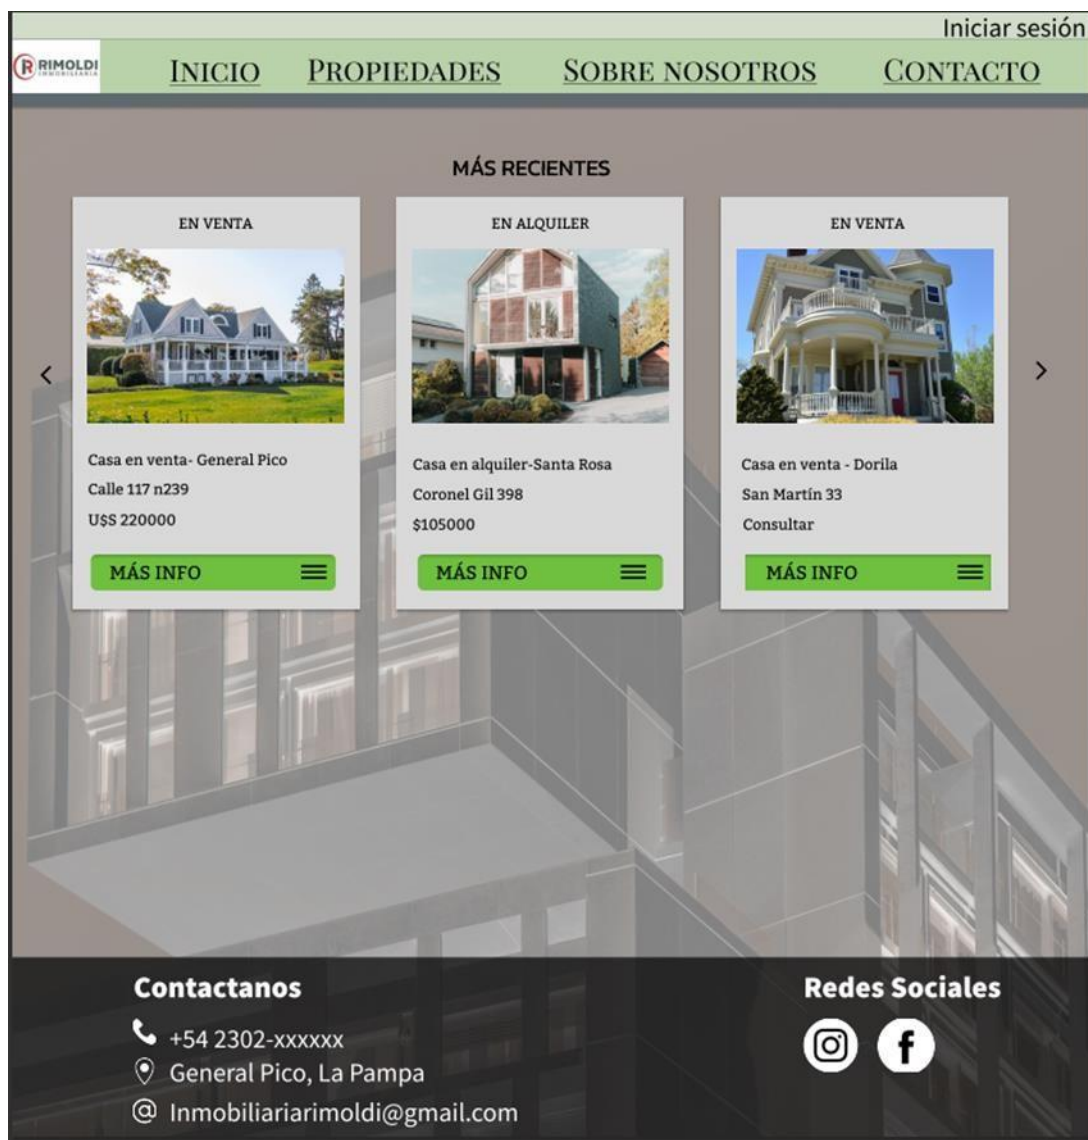 Iniciar sesión
RIMOLDI
INMOBILIARIA
INICIO PROPIEDADES SOBRE NOSOTROS CONTACTO
MÁS RECIENTES
EN VENTA
Casa en venta- General Pico
Calle 117 n239
U$S 220000
MÁS INFO
EN ALQUILER
Casa en alquiler-Santa Rosa
Coronel Gil 398
$105000
MÁS INFO
EN VENTA
Casa en venta - Dorila
San Martín 33
Consultar
MÁS INFO
Contactanos
+54 2302-xxxxxx
General Pico, La Pampa
@ Inmobiliariarimoldi@gmail.com
Redes Sociales